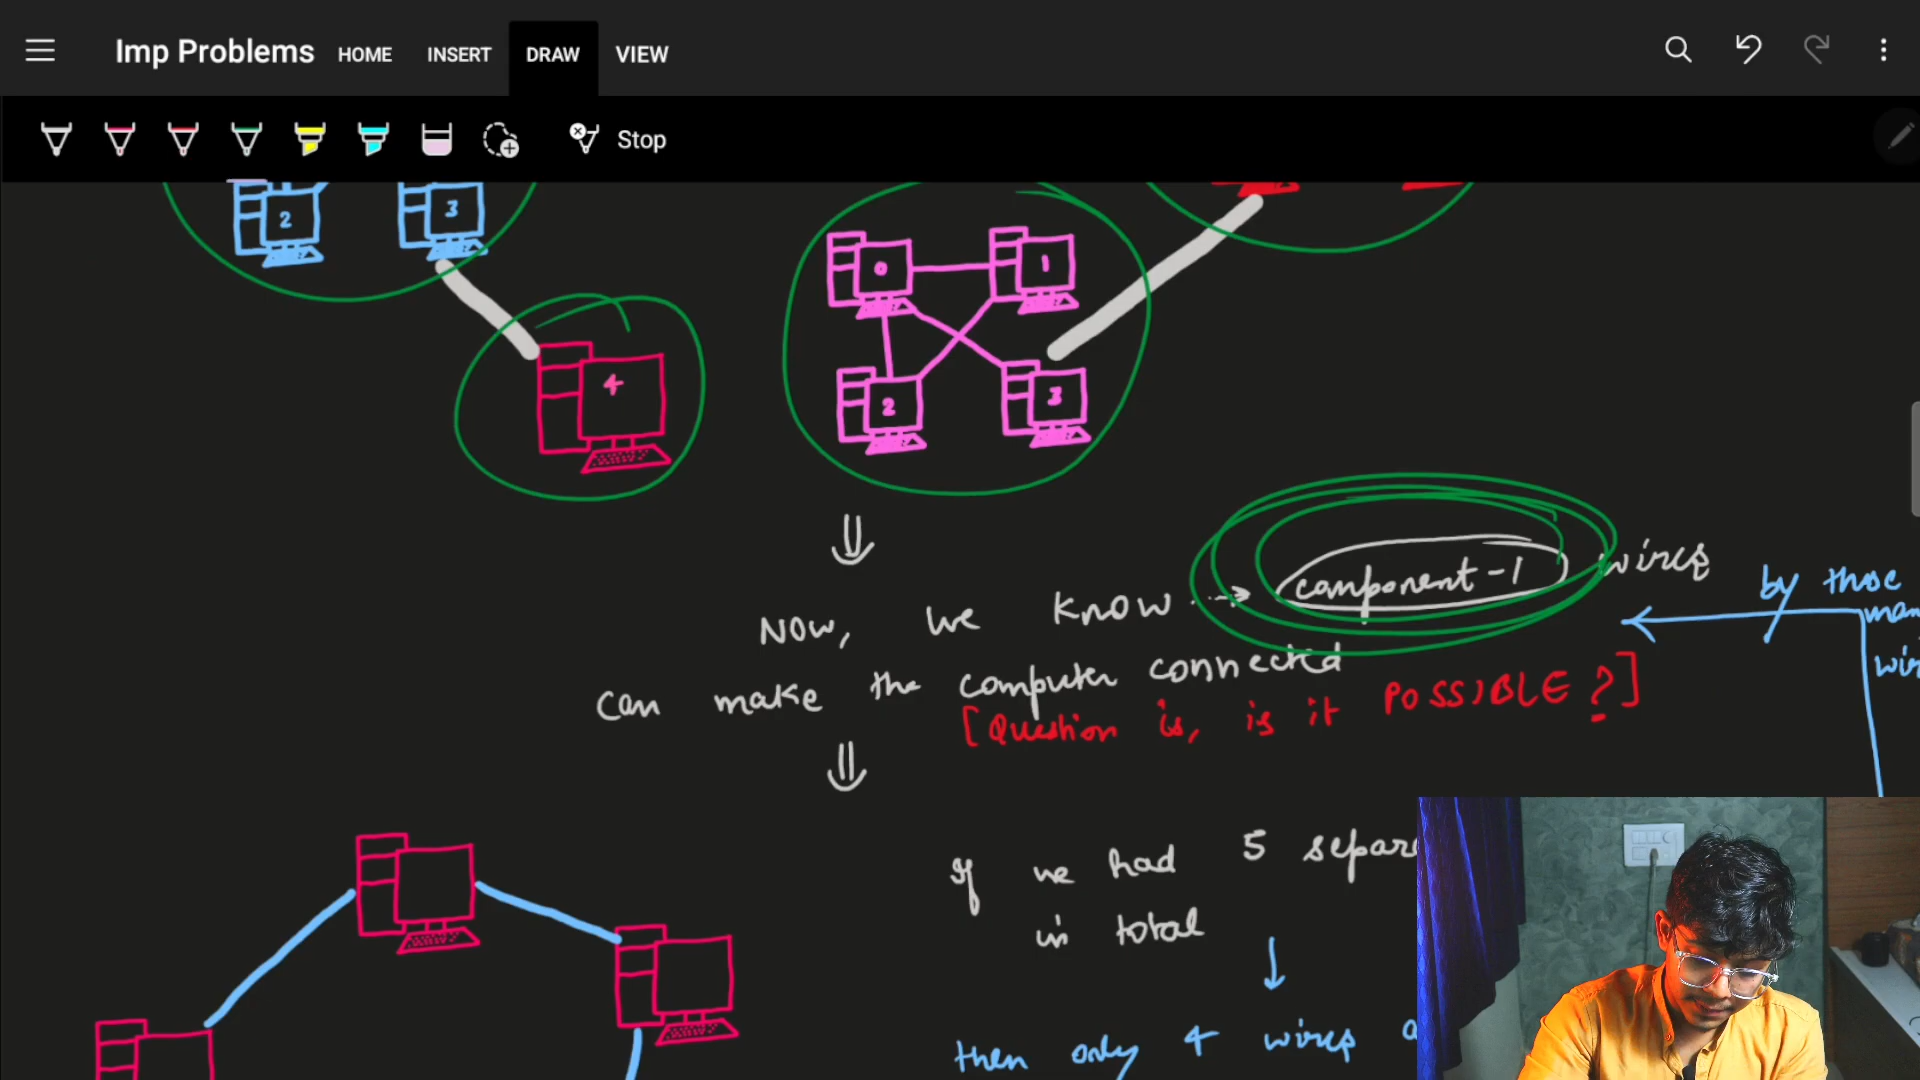 Imp Problems HOME INSERT DRAW VIEW
Stop
2 3
0 1
4
2 3
Now, we know ---> component-1 wires
by those
can make the computer connected
[Question is, is it POSSIBLE?]
If we had 5
in total
then only 4 wires